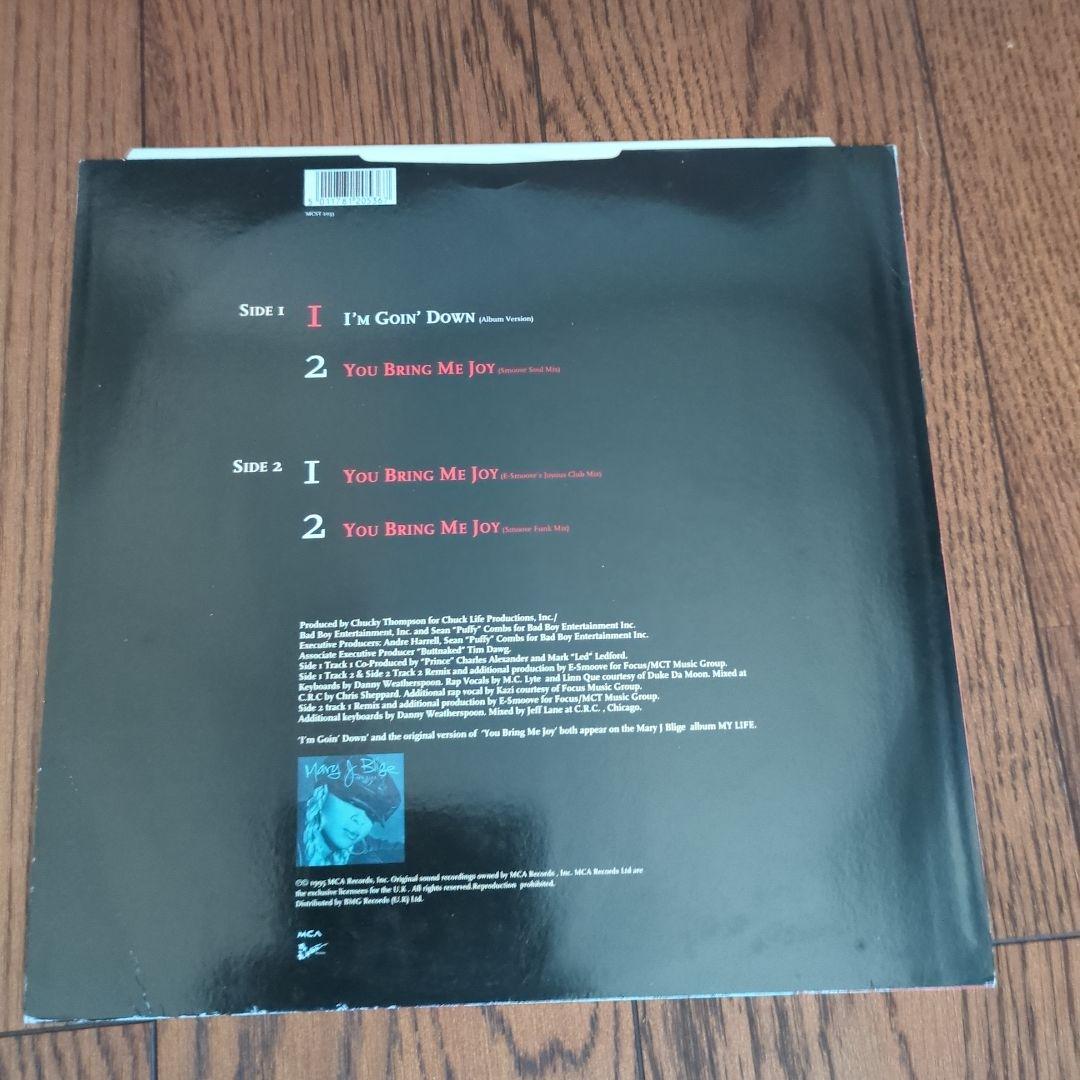 5 011781 205367
MCST 2053
SIDE 1
1 I'M GOIN' DOWN (Album Version)
2 YOU BRING ME JOY (Smoove Soul Mix)
SIDE 2
1 YOU BRING ME JOY (E-Smoove's Joyous Club Mix)
2 YOU BRING ME JOY (Smoove Funk Mix)
Produced by Chucky Thompson for Chuck Life Productions, Inc./
Bad Boy Entertainment, Inc. and Sean "Puffy" Combs for Bad Boy Entertainment Inc.
Executive Producers: Andre Harrell, Sean "Puffy" Combs for Bad Boy Entertainment Inc.
Associate Executive Producer "Buttnaked" Tim Dawg.
Side 1 Track 1 Co-Produced by "Prince" Charles Alexander and Mark "Led" Ledford.
Side 1 Track 2 & Side 2 Track 2 Remix and additional production by E-Smoove for Focus/MCT Music Group.
Keyboards by Danny Weatherspoon. Rap Vocals by M.C. Lyte and Linn Que courtesy of Duke Da Moon. Mixed at
C.R.C by Chris Sheppard. Additional rap vocal by Kazi courtesy of Focus Music Group.
Side 2 track 1 Remix and additional production by E-Smoove for Focus/MCT Music Group.
Additional keyboards by Danny Weatherspoon. Mixed by Jeff Lane at C.R.C. , Chicago.
'I'm Goin' Down' and the original version of 'You Bring Me Joy' both appear on the Mary J Blige album MY LIFE.
Mary J Blige
℗© 1995 MCA Records, Inc. Original sound recordings owned by MCA Records , Inc. MCA Records Ltd are
the exclusive licensees for the U.K . All rights reserved.Reproduction prohibited.
Distributed by BMG Records (U.K) Ltd.
MCA